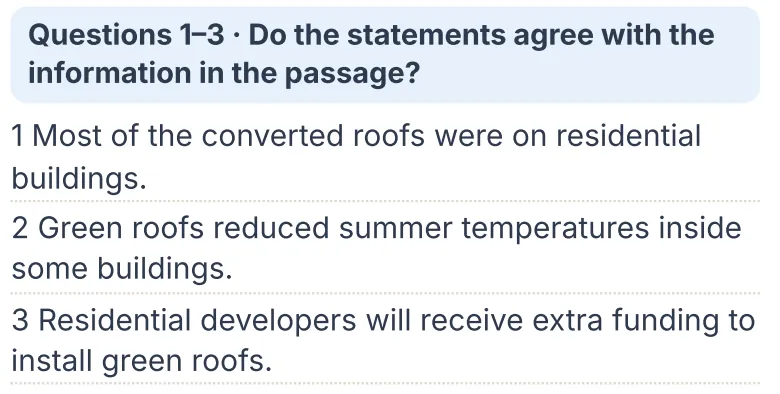 Questions 1–3 · Do the statements agree with the
information in the passage?
1 Most of the converted roofs were on residential
buildings.
2 Green roofs reduced summer temperatures inside
some buildings.
3 Residential developers will receive extra funding to
install green roofs.